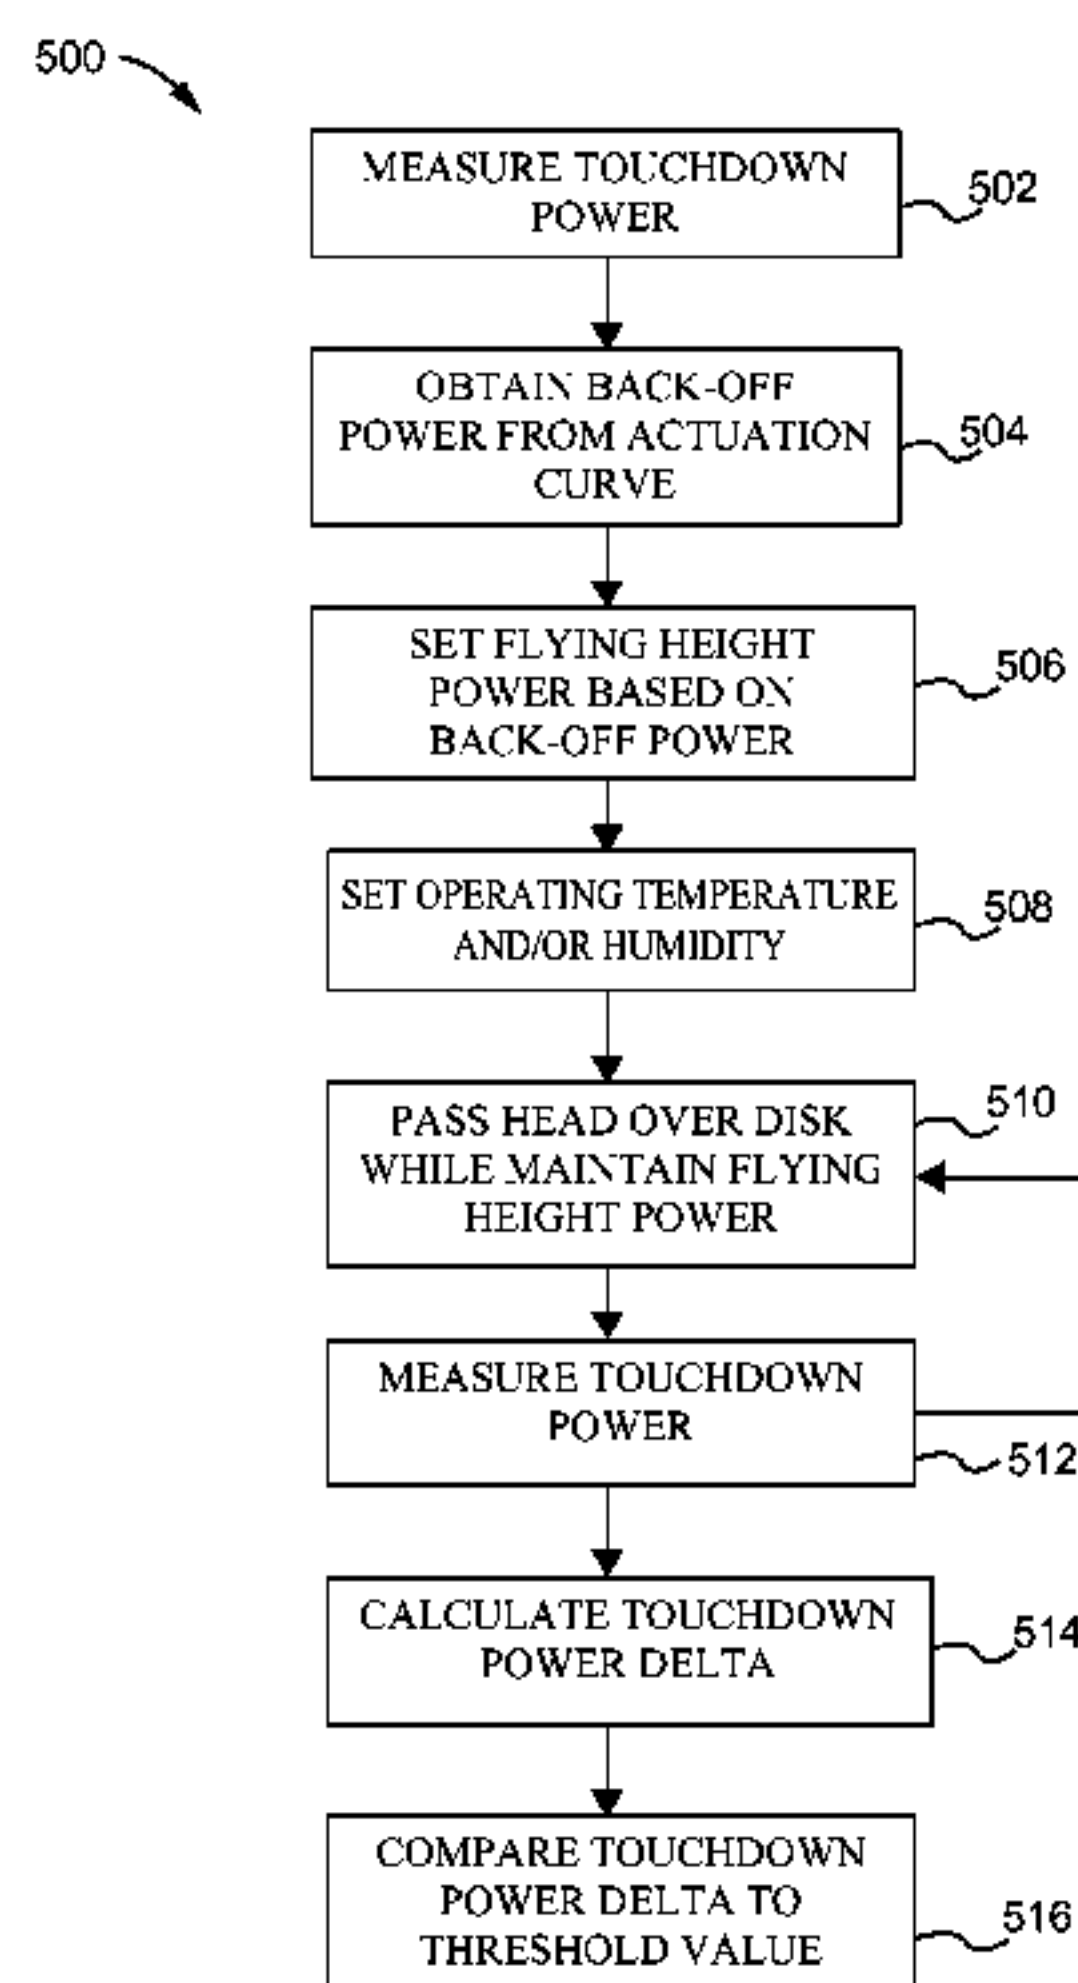 500
MEASURE TOUCHDOWN
POWER
502
OBTAIN BACK-OFF
POWER FROM ACTUATION
CURVE
504
SET FLYING HEIGHT
POWER BASED ON
BACK-OFF POWER
506
SET OPERATING TEMPERATURE
AND/OR HUMIDITY
508
PASS HEAD OVER DISK
WHILE MAINTAIN FLYING
HEIGHT POWER
510
MEASURE TOUCHDOWN
POWER
512
CALCULATE TOUCHDOWN
POWER DELTA
514
COMPARE TOUCHDOWN
POWER DELTA TO
THRESHOLD VALUE
516